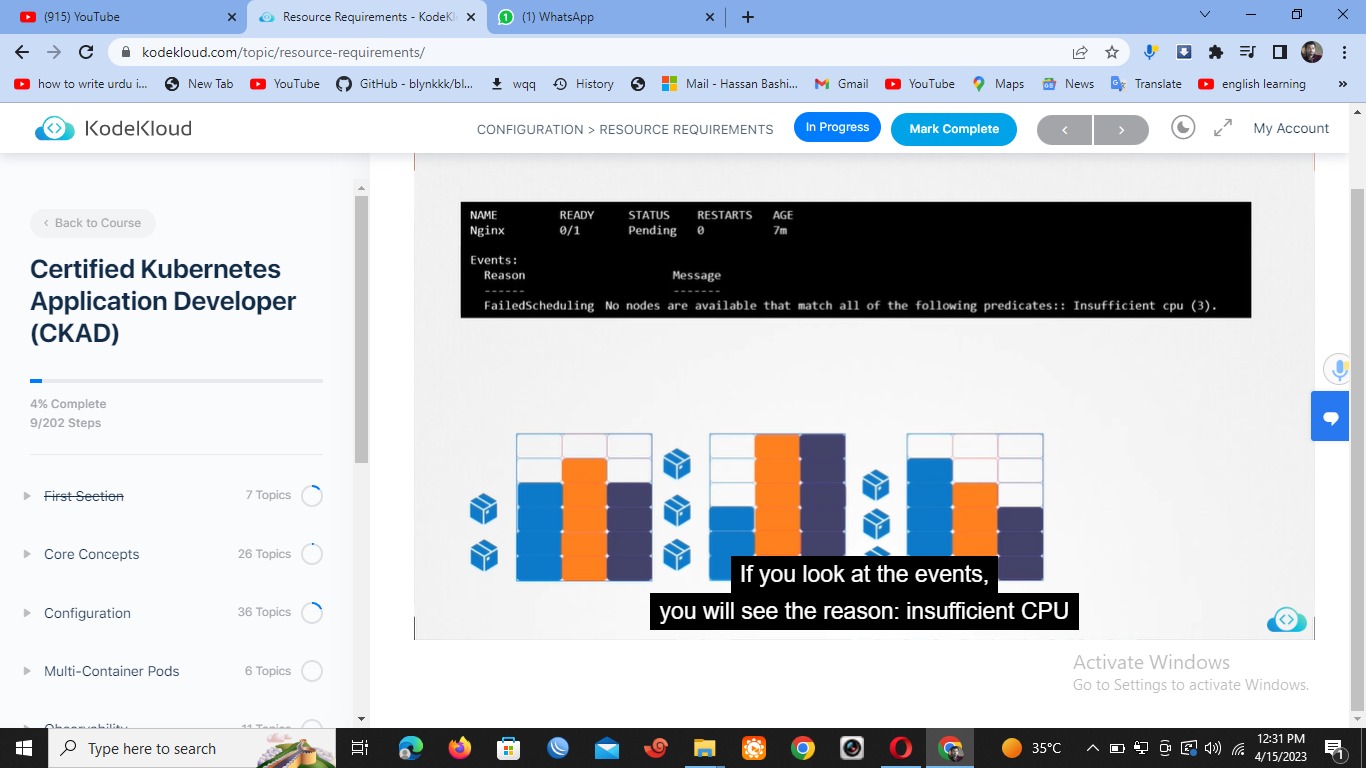 (915) YouTube
Resource Requirements - KodeKl
(1) WhatsApp
kodekloud.com/topic/resource-requirements/
how to write urdu i...
New Tab
YouTube
GitHub - blynkkk/bl...
wqq
History
Mail - Hassan Bashi...
Gmail
YouTube
Maps
News
Translate
english learning
»
KodeKloud
CONFIGURATION > RESOURCE REQUIREMENTS
In Progress
Mark Complete
My Account
Back to Course
Certified Kubernetes
Application Developer
(CKAD)
4% Complete
9/202 Steps
First Section 7 Topics
Core Concepts 26 Topics
Configuration 36 Topics
Multi-Container Pods 6 Topics
Observability 11 Topics
NAME READY STATUS RESTARTS AGE
Nginx 0/1 Pending 0 7m
Events:
Reason Message
------ -------
FailedScheduling No nodes are available that match all of the following predicates:: Insufficient cpu (3).
If you look at the events,
you will see the reason: insufficient CPU
Activate Windows
Go to Settings to activate Windows.
Type here to search
35°C
12:31 PM
4/15/2023
1